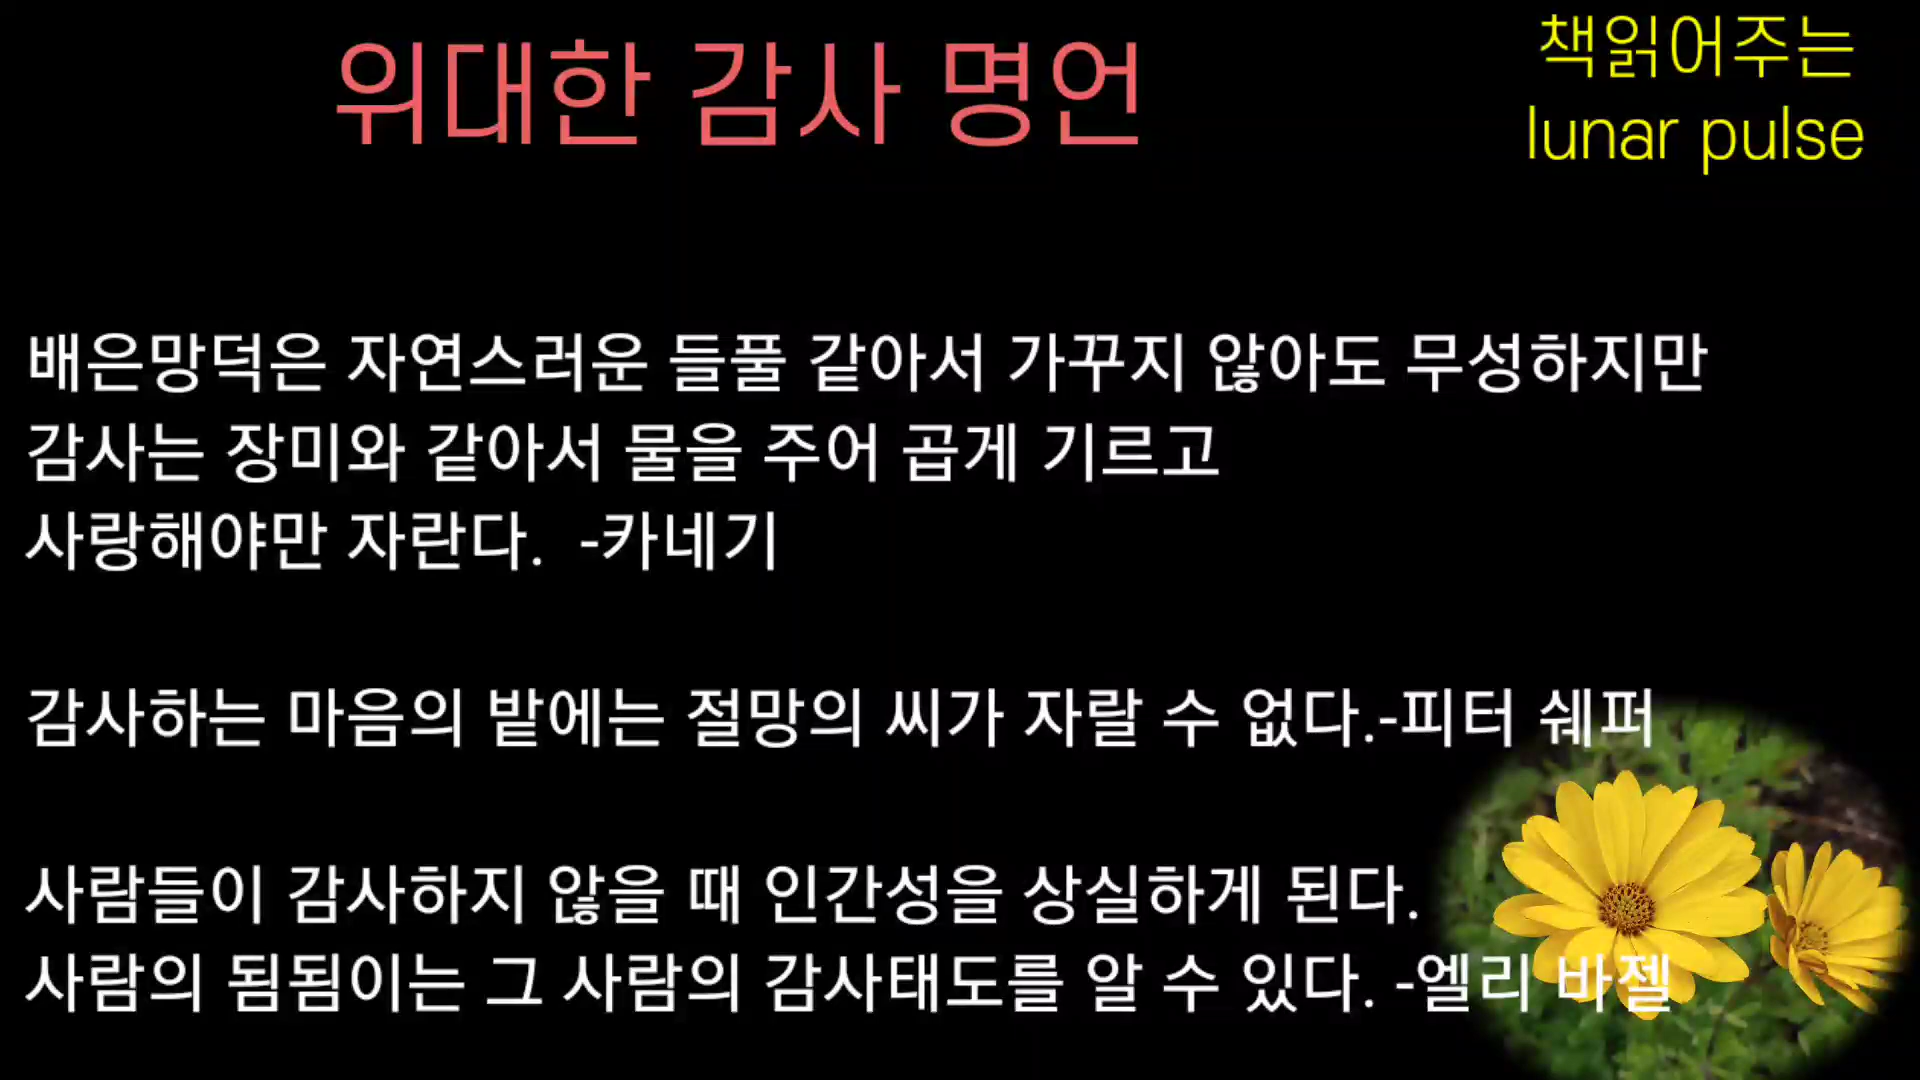 위대한 감사 명언
책읽어주는
lunar pulse
배은망덕은 자연스러운 들풀 같아서 가꾸지 않아도 무성하지만
감사는 장미와 같아서 물을 주어 곱게 기르고
사랑해야만 자란다.  -카네기
감사하는 마음의 밭에는 절망의 씨가 자랄 수 없다.-피터 쉐퍼
사람들이 감사하지 않을 때 인간성을 상실하게 된다.
사람의 됨됨이는 그 사람의 감사태도를 알 수 있다. -엘리 바젤